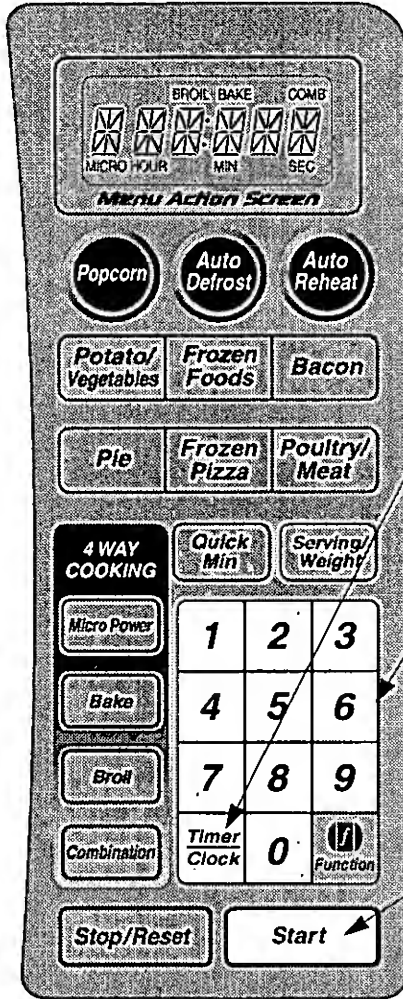 BROIL BAKE COMB
MICRO HOUR MIN SEC
Menu Action Screen
Popcorn
Auto Defrost
Auto Reheat
Potato/ Vegetables
Frozen Foods
Bacon
Pie
Frozen Pizza
Poultry/ Meat
4 WAY COOKING
Quick Min
Serving/ Weight
Micro Power
1 2 3
Bake
4 5 6
Broil
7 8 9
Combination
Timer Clock
0
Function
Stop/Reset
Start